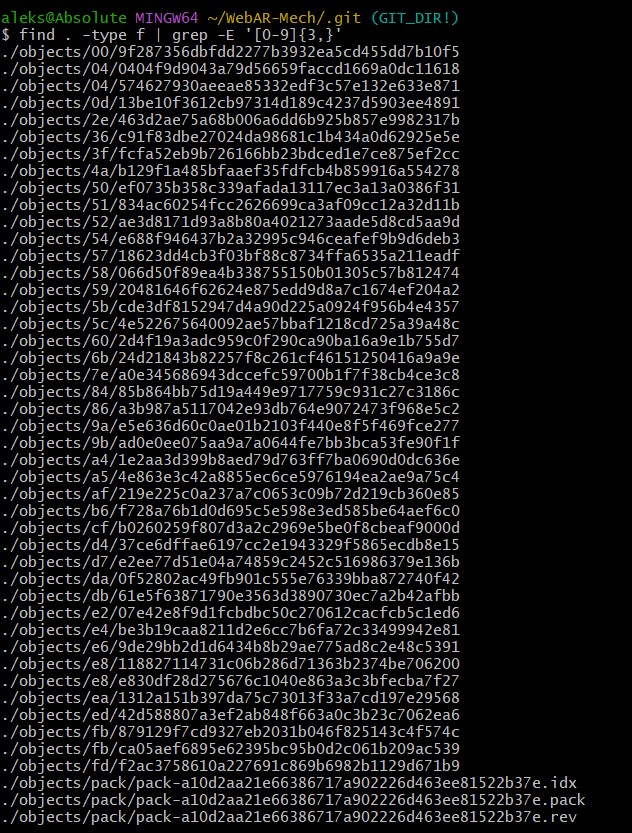 aleks@Absolute MINGW64 ~/WebAR-Mech/.git (GIT_DIR!)
$ find . -type f | grep -E '[0-9]{3,}'
./objects/00/9f287356dbfdd2277b3932ea5cd455dd7b10f5
./objects/04/0404f9d9043a79d56659faccd1669a0dc11618
./objects/04/574627930aeeae85332edf3c57e132e633e871
./objects/0d/13be10f3612cb97314d189c4237d5903ee4891
./objects/2e/463d2ae75a68b006a6dd6b925b857e9982317b
./objects/36/c91f83dbe27024da98681c1b434a0d62925e5e
./objects/3f/fcfa52eb9b726166bb23bdced1e7ce875ef2cc
./objects/4a/b129f1a485bfaaef35fdfcb4b859916a554278
./objects/50/ef0735b358c339afada13117ec3a13a0386f31
./objects/51/834ac60254fcc2626699ca3af09cc12a32d11b
./objects/52/ae3d8171d93a8b80a4021273aade5d8cd5aa9d
./objects/54/e688f946437b2a32995c946ceafef9b9d6deb3
./objects/57/18623dd4cb3f03bf88c8734ffa6535a211eadf
./objects/58/066d50f89ea4b338755150b01305c57b812474
./objects/59/20481646f62624e875edd9d8a7c1674ef204a2
./objects/5b/cde3df8152947d4a90d225a0924f956b4e4357
./objects/5c/4e522675640092ae57bbaf1218cd725a39a48c
./objects/60/2d4f19a3adc959c0f290ca90ba16a9e1b755d7
./objects/6b/24d21843b82257f8c261cf46151250416a9a9e
./objects/7e/a0e345686943dccefc59700b1f7f38cb4ce3c8
./objects/84/85b864bb75d19a449e9717759c931c27c3186c
./objects/86/a3b987a5117042e93db764e9072473f968e5c2
./objects/9a/e5e636d60c0ae01b2103f440e8f5f469fce277
./objects/9b/ad0e0ee075aa9a7a0644fe7bb3bca53fe90f1f
./objects/a4/1e2aa3d399b8aed79d763ff7ba0690d0dc636e
./objects/a5/4e863e3c42a8855ec6ce5976194ea2ae9a75c4
./objects/af/219e225c0a237a7c0653c09b72d219cb360e85
./objects/b6/f728a76b1d0d695c5e598e3ed585be64aef6c0
./objects/cf/b0260259f807d3a2c2969e5be0f8cbeaf9000d
./objects/d4/37ce6dffae6197cc2e1943329f5865ecdb8e15
./objects/d7/e2ee77d51e04a74859c2452c516986379e136b
./objects/da/0f52802ac49fb901c555e76339bba872740f42
./objects/db/61e5f63871790e3563d3890730ec7a2b42afbb
./objects/e2/07e42e8f9d1fcbdbc50c270612cacfcb5c1ed6
./objects/e4/be3b19caa8211d2e6cc7b6fa72c33499942e81
./objects/e6/9de29bb2d1d6434b8b29ae775ad8c2e48c5391
./objects/e8/118827114731c06b286d71363b2374be706200
./objects/e8/e830df28d275676c1040e863a3c3bfecba7f27
./objects/ea/1312a151b397da75c73013f33a7cd197e29568
./objects/ed/42d588807a3ef2ab848f663a0c3b23c7062ea6
./objects/fb/879129f7cd9327eb2031b046f825143c4f574c
./objects/fb/ca05aef6895e62395bc95b0d2c061b209ac539
./objects/fd/f2ac3758610a227691c869b6982b1129d671b9
./objects/pack/pack-a10d2aa21e66386717a902226d463ee81522b37e.idx
./objects/pack/pack-a10d2aa21e66386717a902226d463ee81522b37e.pack
./objects/pack/pack-a10d2aa21e66386717a902226d463ee81522b37e.rev